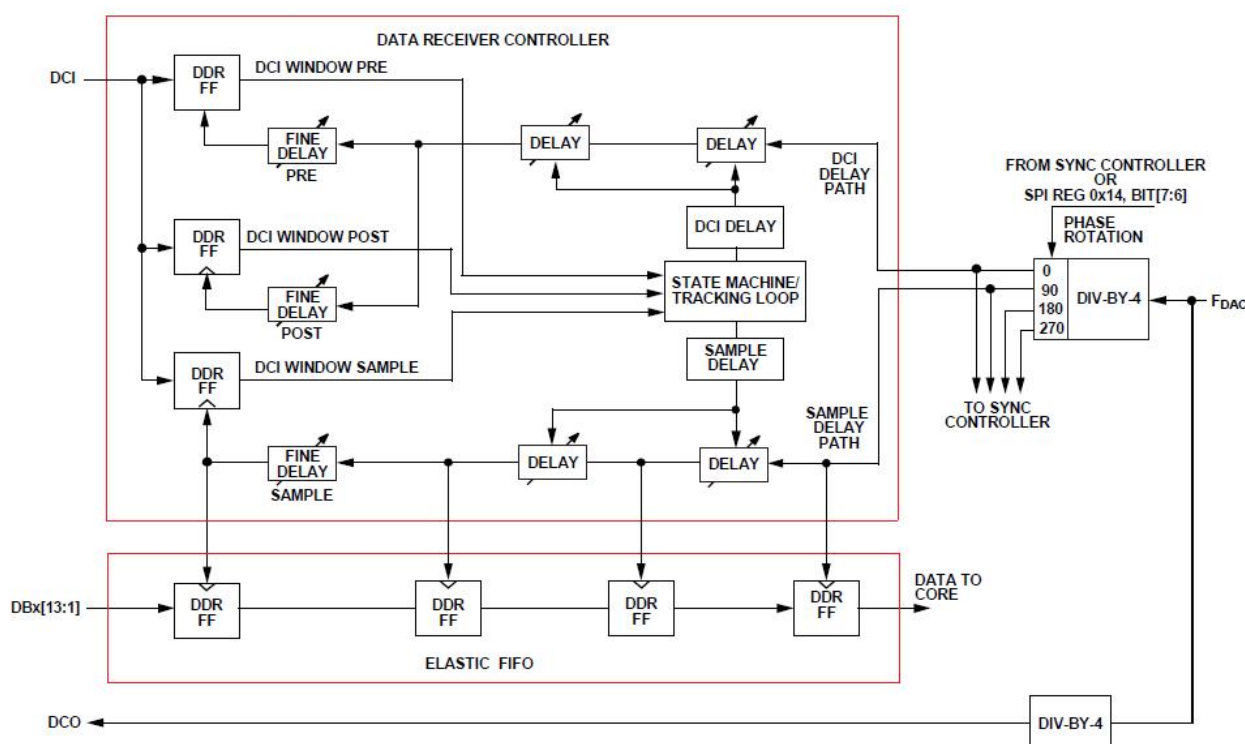 DATA RECEIVER CONTROLLER
DCI
DDR
FF
DCI WINDOW PRE
FINE
DELAY
PRE
DELAY
DELAY
DCI
DELAY
PATH
FROM SYNC CONTROLLER
OR
SPI REG 0x14, BIT[7:6]
PHASE
ROTATION
DDR
FF
DCI WINDOW POST
DCI DELAY
STATE MACHINE/
TRACKING LOOP
0
90
180
270
DIV-BY-4
FDAC
FINE
DELAY
POST
DDR
FF
DCI WINDOW SAMPLE
SAMPLE
DELAY
TO SYNC
CONTROLLER
FINE
DELAY
SAMPLE
DELAY
DELAY
SAMPLE
DELAY
PATH
DBx[13:1]
DDR
FF
DDR
FF
DDR
FF
DDR
FF
DATA TO
CORE
ELASTIC FIFO
DCO
DIV-BY-4